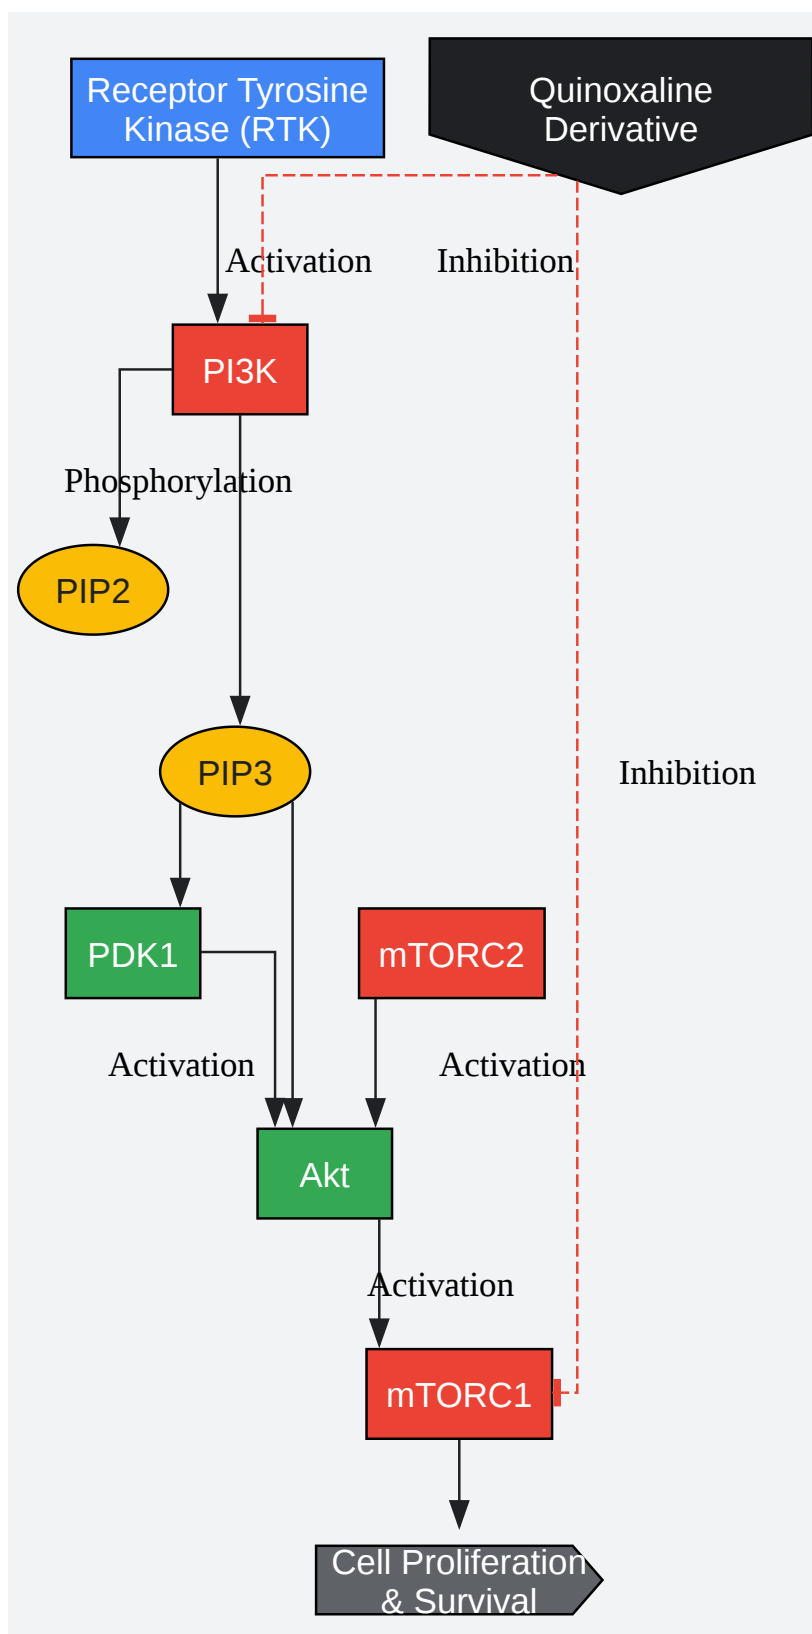 Receptor Tyrosine
Kinase (RTK)
Quinoxaline
Derivative
Activation
Inhibition
PI3K
Phosphorylation
PIP2
PIP3
Inhibition
PDK1
mTORC2
Activation
Activation
Akt
Activation
mTORC1
Cell Proliferation
& Survival